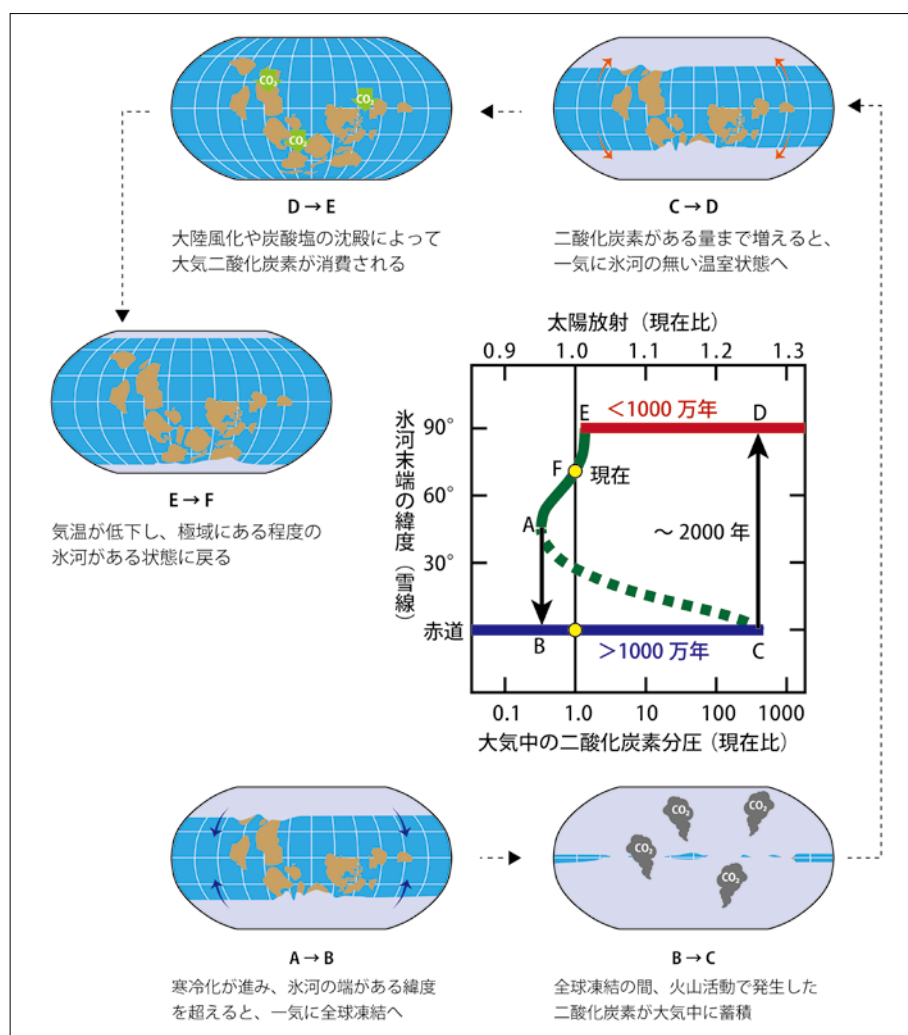 CO₂
CO₂
CO₂
D → E
大陸風化や炭酸塩の沈殿によって
大気二酸化炭素が消費される
C → D
二酸化炭素がある量まで増えると、
一気に氷河の無い温室状態へ
E → F
気温が低下し、極域にある程度の
氷河がある状態に戻る
太陽放射(現在比)
0.9 1.0 1.1 1.2 1.3
氷河末端の緯度(雪線)
90°
60°
30°
赤道
E
<1000 万年
D
F
現在
A
~ 2000 年
B
>1000 万年
C
0.1 1.0 10 100 1000
大気中の二酸化炭素分圧(現在比)
A → B
寒冷化が進み、氷河の端がある緯度
を超えると、一気に全球凍結へ
CO₂
CO₂
CO₂
CO₂
B → C
全球凍結の間、火山活動で発生した
二酸化炭素が大気中に蓄積